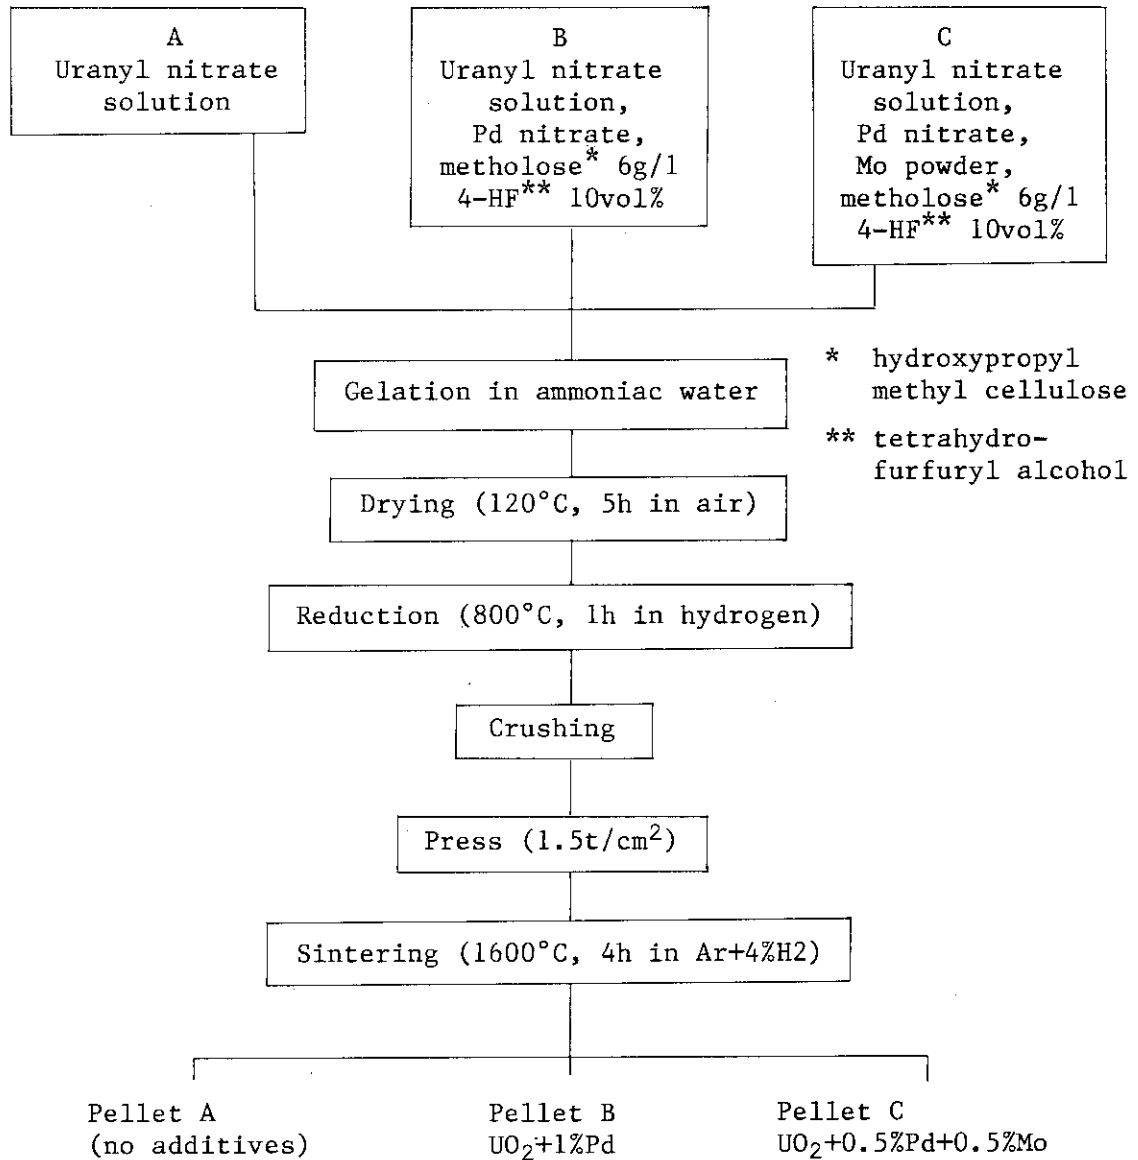 A
Uranyl nitrate
solution
B
Uranyl nitrate
solution,
Pd nitrate,
metholose* 6g/l
4-HF** 10vol%
C
Uranyl nitrate
solution,
Pd nitrate,
Mo powder,
metholose* 6g/l
4-HF** 10vol%
Gelation in ammoniac water
* hydroxypropyl
methyl cellulose
** tetrahydro-
furfuryl alcohol
Drying (120°C, 5h in air)
Reduction (800°C, 1h in hydrogen)
Crushing
Press (1.5t/cm²)
Sintering (1600°C, 4h in Ar+4%H2)
Pellet A
(no additives)
Pellet B
UO₂+1%Pd
Pellet C
UO₂+0.5%Pd+0.5%Mo